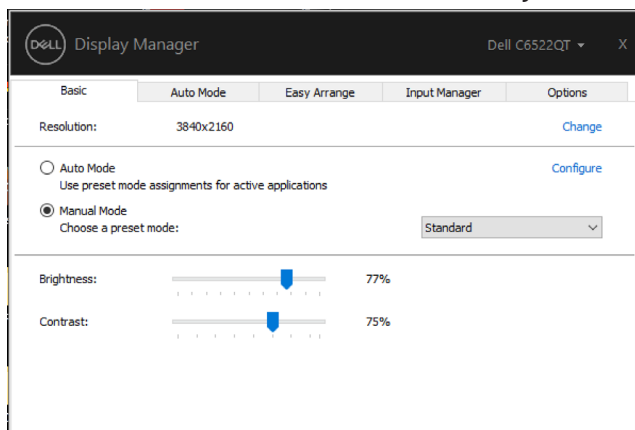 DELL Display Manager Dell C6522QT X
Basic Auto Mode Easy Arrange Input Manager Options
Resolution: 3840x2160 Change
Auto Mode Configure
Use preset mode assignments for active applications
Manual Mode
Choose a preset mode: Standard
Brightness: 77%
Contrast: 75%